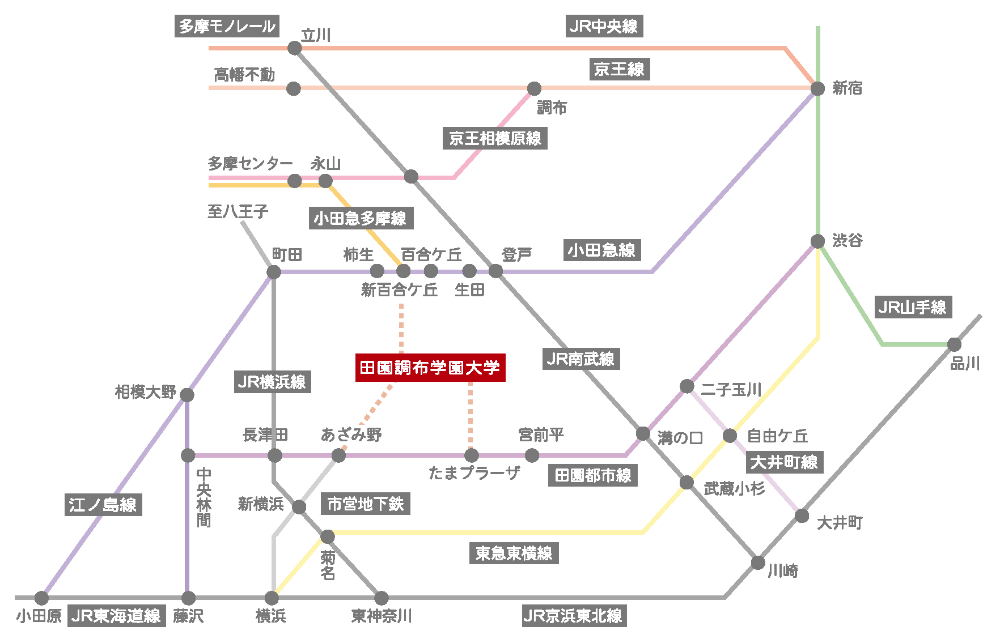 多摩モノレール
JR中央線
立川
京王線
高幡不動
新宿
調布
京王相模原線
多摩センター
永山
至八王子
小田急多摩線
渋谷
町田
柿生
百合ケ丘
登戸
小田急線
新百合ケ丘
生田
JR山手線
田園調布学園大学
JR南武線
品川
JR横浜線
相模大野
二子玉川
長津田
あざみ野
宮前平
溝の口
自由ケ丘
大井町線
中央林間
たまプラーザ
田園都市線
武蔵小杉
江ノ島線
新横浜
市営地下鉄
大井町
東急東横線
菊名
川崎
小田原
JR東海道線
藤沢
横浜
東神奈川
JR京浜東北線